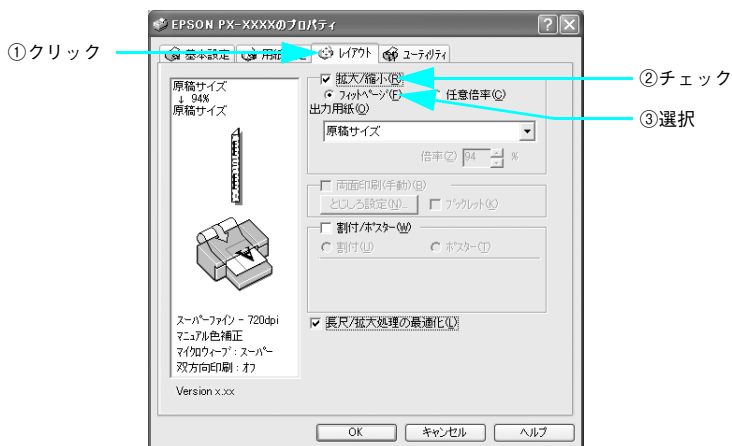 EPSON PX-XXXXのプロパティ
①クリック
基本設定
レイアウト
ユーティリティ
原稿サイズ
↓ 94%
原稿サイズ
拡大/縮小(R)
②チェック
フィットページ(F)
任意倍率(C)
③選択
出力用紙(O)
原稿サイズ
倍率(Z) 94 %
両面印刷(手動)(B)
とじしろ設定(N)...
ブックレット(K)
割付/ポスター(W)
割付(U)
ポスター(T)
スーパーファイン - 720dpi
マニュアル色補正
マイクロウィーブ : スーパー
双方向印刷 : オフ
長尺/拡大処理の最適化(L)
Version x.xx
OK
キャンセル
ヘルプ